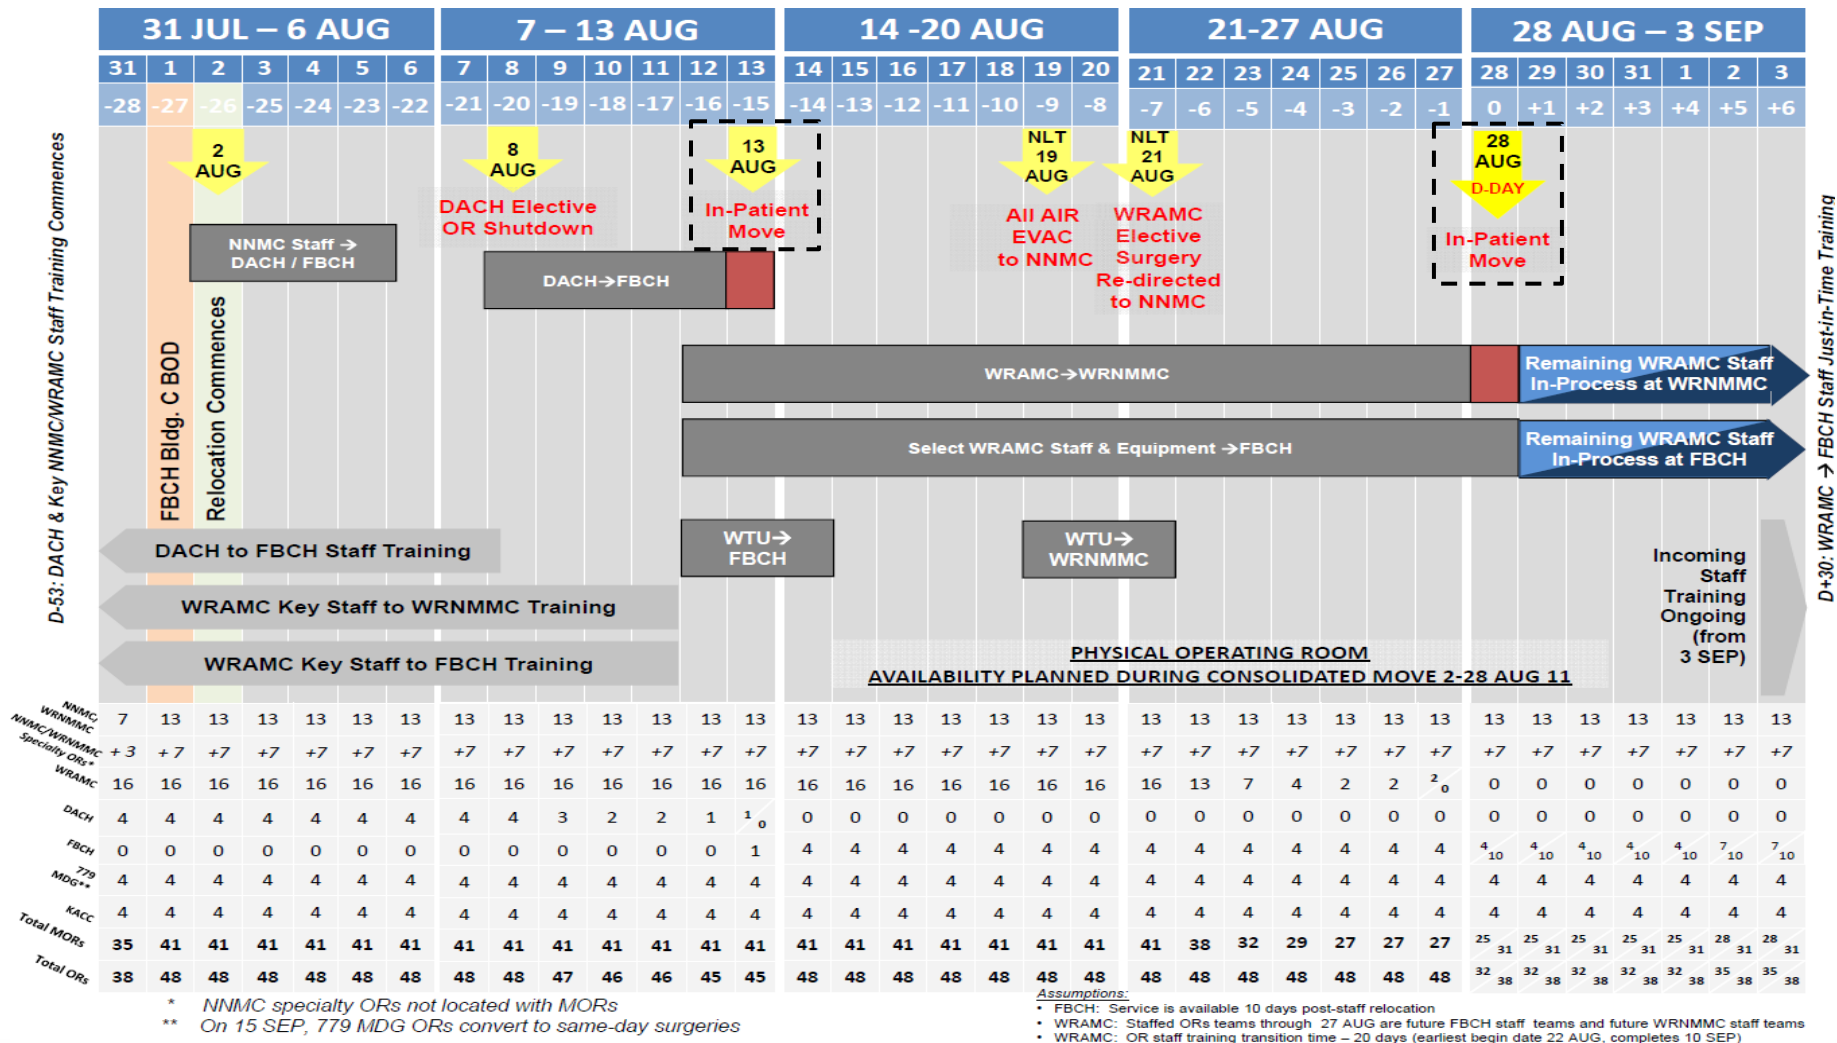 31 JUL – 6 AUG 7 – 13 AUG 14 -20 AUG 21-27 AUG 28 AUG – 3 SEP
31 1 2 3 4 5 6 7 8 9 10 11 12 13 14 15 16 17 18 19 20 21 22 23 24 25 26 27 28 29 30 31 1 2 3
-28 -27 -26 -25 -24 -23 -22 -21 -20 -19 -18 -17 -16 -15 -14 -13 -12 -11 -10 -9 -8 -7 -6 -5 -4 -3 -2 -1 0 +1 +2 +3 +4 +5 +6
D-53: DACH & Key NNMC/WRAMC Staff Training Commences
FBCH Bldg. C BOD
Relocation Commences
2
AUG
NNMC Staff →
DACH / FBCH
8
AUG
DACH Elective
OR Shutdown
13
AUG
In-Patient
Move
DACH→FBCH
NLT
19
AUG
All AIR
EVAC
to NNMC
NLT
21
AUG
WRAMC
Elective
Surgery
Re-directed
to NNMC
28
AUG
D-DAY
In-Patient
Move
WRAMC→WRNMMC
Remaining WRAMC Staff
In-Process at WRNMMC
Select WRAMC Staff & Equipment →FBCH
Remaining WRAMC Staff
In-Process at FBCH
WTU→
FBCH
WTU→
WRNMMC
DACH to FBCH Staff Training
WRAMC Key Staff to WRNMMC Training
WRAMC Key Staff to FBCH Training
Incoming
Staff
Training
Ongoing
(from
3 SEP)
D+30: WRAMC → FBCH Staff Just-in-Time Training
PHYSICAL OPERATING ROOM
AVAILABILITY PLANNED DURING CONSOLIDATED MOVE 2-28 AUG 11
NNMC/
WRNMMC 7 13 13 13 13 13 13 13 13 13 13 13 13 13 13 13 13 13 13 13 13 13 13 13 13 13 13 13 13 13 13 13 13 13 13
NNMC/WRNMMC
Specialty ORs* + 3 + 7 +7 +7 +7 +7 +7 +7 +7 +7 +7 +7 +7 +7 +7 +7 +7 +7 +7 +7 +7 +7 +7 +7 +7 +7 +7 +7 +7 +7 +7 +7 +7 +7 +7
WRAMC 16 16 16 16 16 16 16 16 16 16 16 16 16 16 16 16 16 16 16 16 16 16 13 7 4 2 2 2/0 0 0 0 0 0 0 0
DACH 4 4 4 4 4 4 4 4 4 3 2 2 1 1/0 0 0 0 0 0 0 0 0 0 0 0 0 0 0 0 0 0 0 0 0 0
FBCH 0 0 0 0 0 0 0 0 0 0 0 0 0 1 4 4 4 4 4 4 4 4 4 4 4 4 4 4 4/10 4/10 4/10 4/10 4/10 7/10 7/10
779
MDG** 4 4 4 4 4 4 4 4 4 4 4 4 4 4 4 4 4 4 4 4 4 4 4 4 4 4 4 4 4 4 4 4 4 4 4
KACC 4 4 4 4 4 4 4 4 4 4 4 4 4 4 4 4 4 4 4 4 4 4 4 4 4 4 4 4 4 4 4 4 4 4 4
Total MORs 35 41 41 41 41 41 41 41 41 41 41 41 41 41 41 41 41 41 41 41 41 41 38 32 29 27 27 27 25/31 25/31 25/31 25/31 25/31 28/31 28/31
Total ORs 38 48 48 48 48 48 48 48 48 47 46 46 45 45 48 48 48 48 48 48 48 48 48 48 48 48 48 48 32/38 32/38 32/38 32/38 32/38 35/38 35/38
* NNMC specialty ORs not located with MORs
** On 15 SEP, 779 MDG ORs convert to same-day surgeries
Assumptions:
• FBCH: Service is available 10 days post-staff relocation
• WRAMC: Staffed ORs teams through 27 AUG are future FBCH staff teams and future WRNMMC staff teams
• WRAMC: OR staff training transition time – 20 days (earliest begin date 22 AUG, completes 10 SEP)